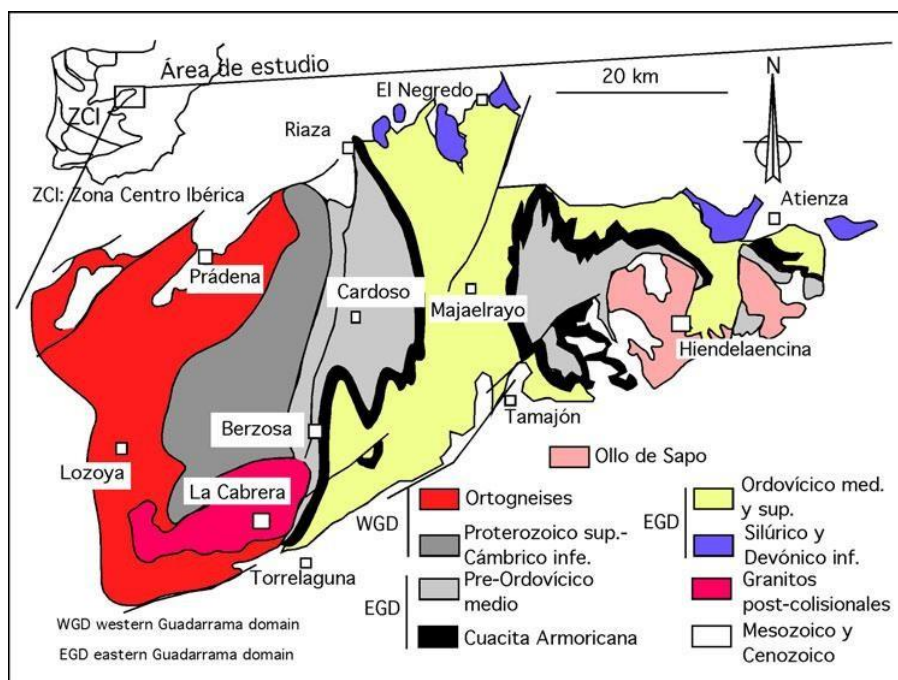 Área de estudio
20 km
N
El Negredo
ZCI
Riaza
Atienza
ZCI: Zona Centro Ibérica
Prádena
Cardoso
Majaelrayo
Hiendelaencina
Tamajón
Berzosa
Lozoya
La Cabrera
Torrelaguna
Ollo de Sapo
WGD
Ortogneises
Proterozoico sup.-
Cámbrico infe.
EGD
Pre-Ordovícico
medio
Cuacita Armoricana
EGD
Ordovícico med.
y sup.
Silúrico y
Devónico inf.
Granitos
post-colisionales
Mesozoico y
Cenozoico
WGD western Guadarrama domain
EGD eastern Guadarrama domain